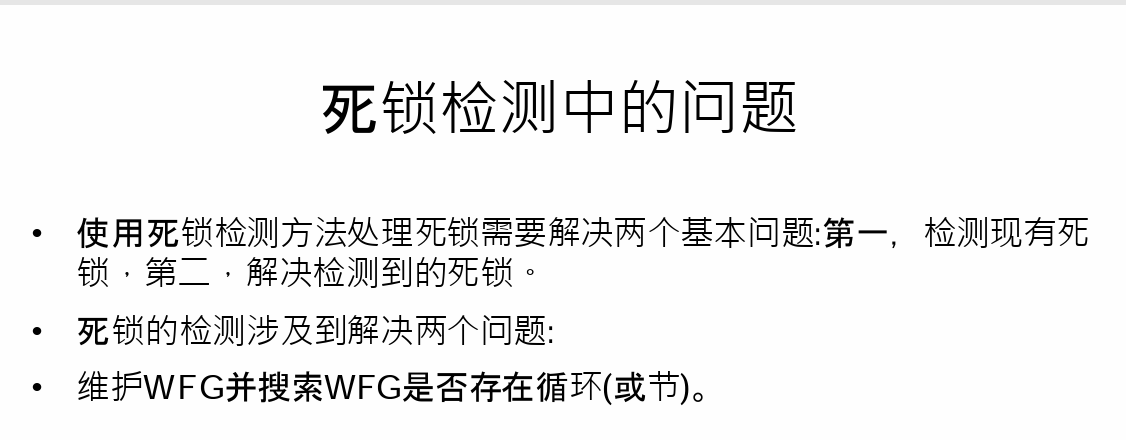 死锁检测中的问题
• 使用死锁检测方法处理死锁需要解决两个基本问题:第一, 检测现有死
锁，第二，解决检测到的死锁。
• 死锁的检测涉及到解决两个问题:
• 维护WFG并搜索WFG是否存在循环(或节)。